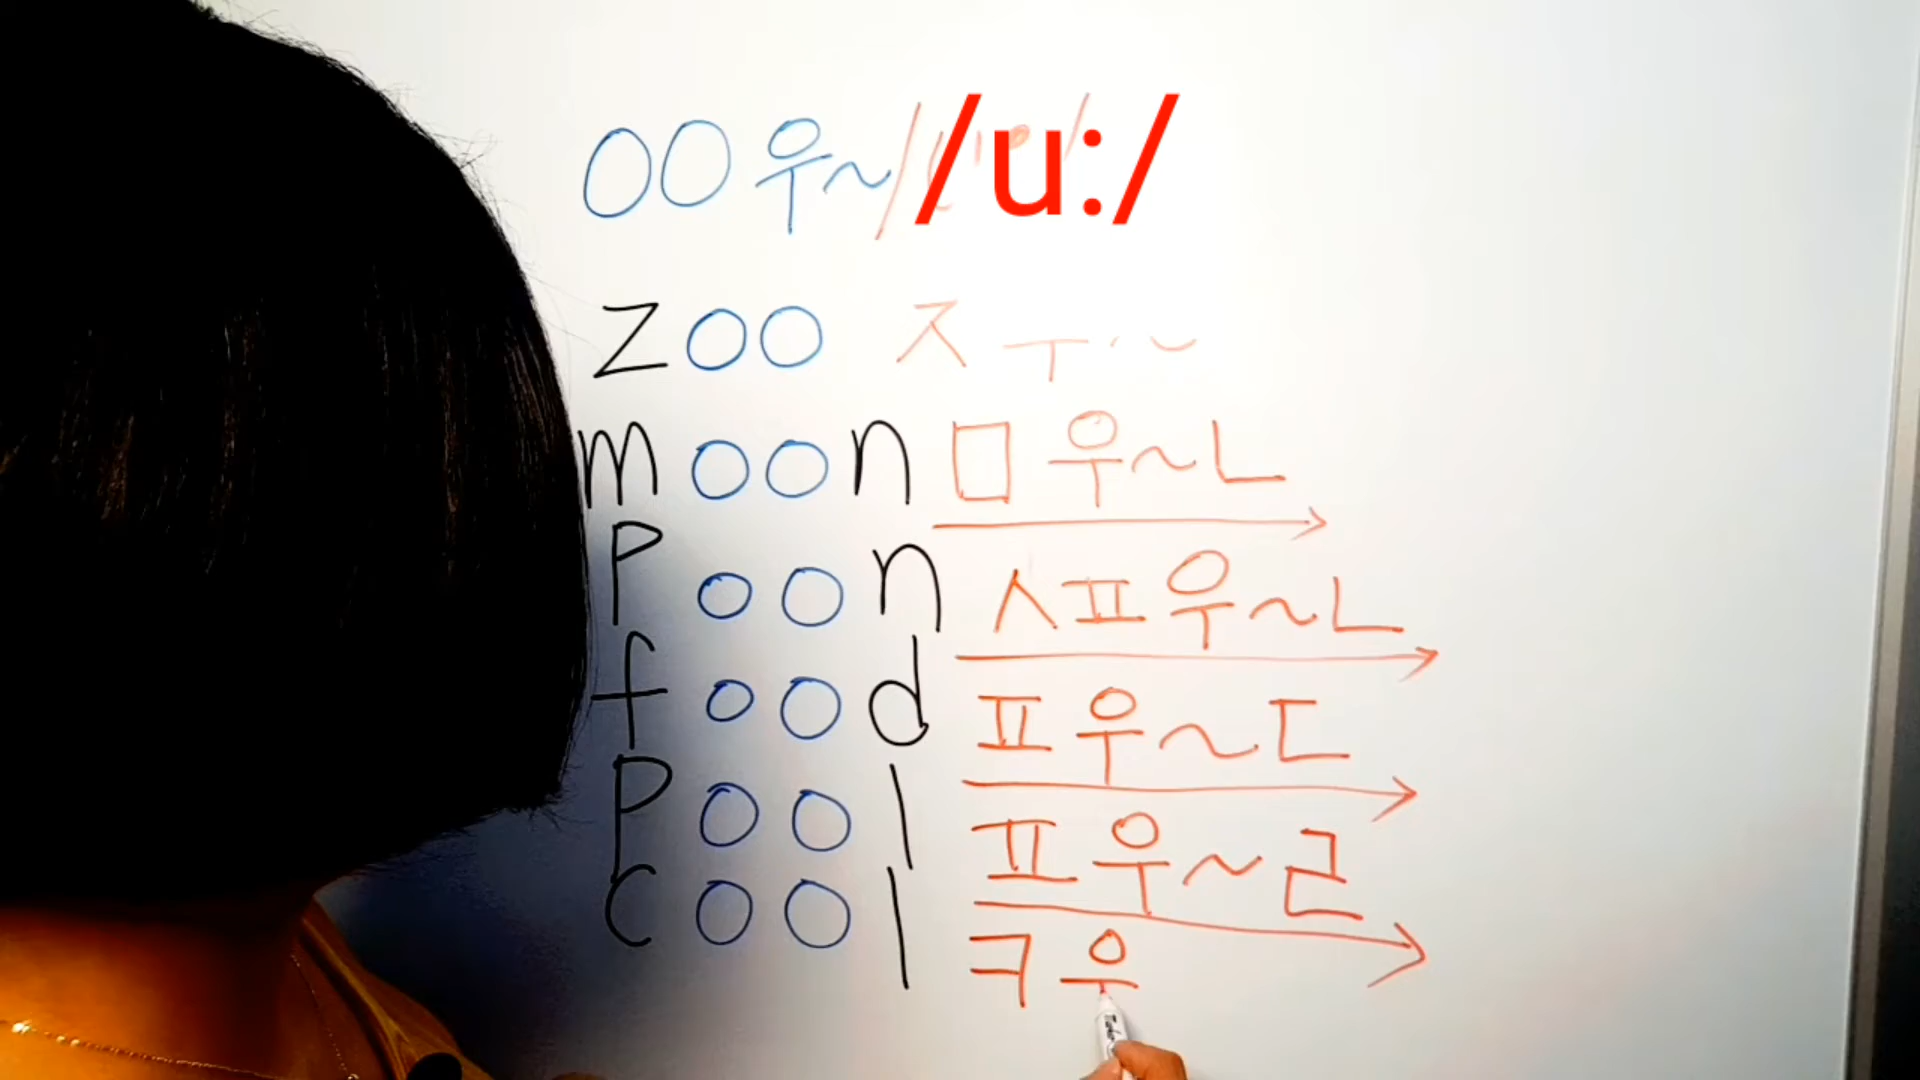 oo 우~ /u:/
zoo ㅈㅜ~
moon ㅁ우~ㄴ
poon ㅅㅍ우~ㄴ
food ㅍ우~ㄷ
pool ㅍ우~ㄹ
cool ㅋ우